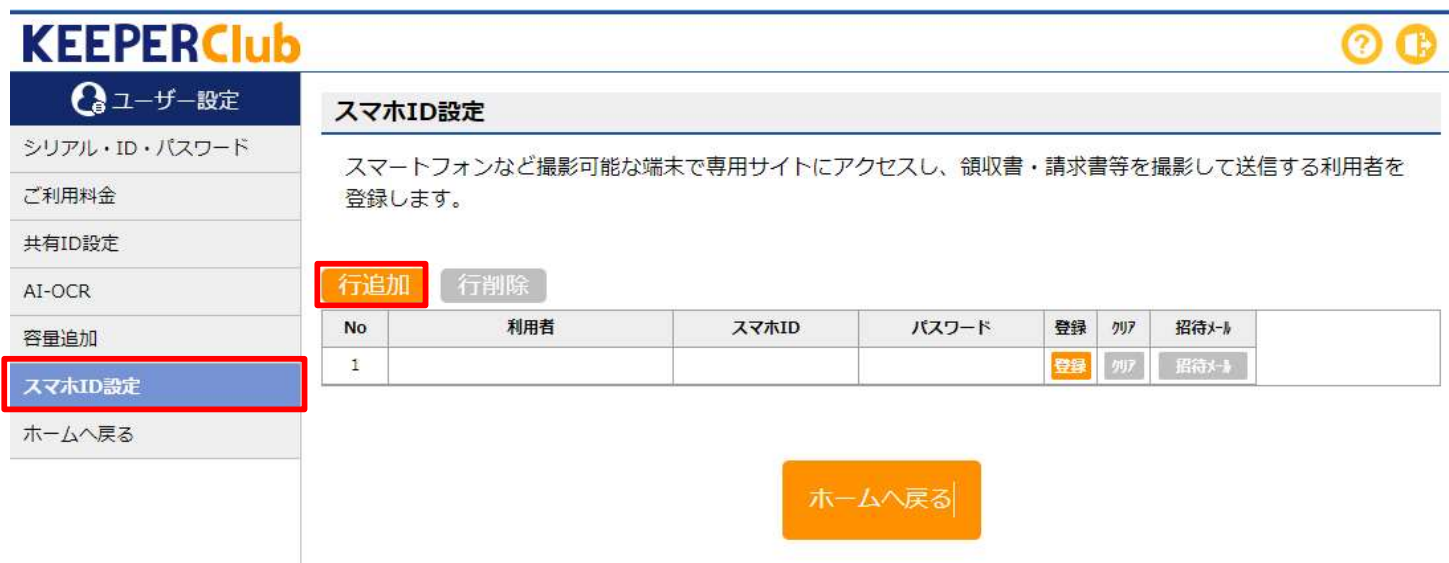 KEEPERClub
ユーザー設定
シリアル・ID・パスワード
ご利用料金
共有ID設定
AI-OCR
容量追加
スマホID設定
ホームへ戻る
スマホID設定
スマートフォンなど撮影可能な端末で専用サイトにアクセスし、領収書・請求書等を撮影して送信する利用者を
登録します。
行追加 行削除
No 利用者 スマホID パスワード 登録 ｸﾘｱ 招待ﾒｰﾙ
1 登録 ｸﾘｱ 招待ﾒｰﾙ
ホームへ戻る